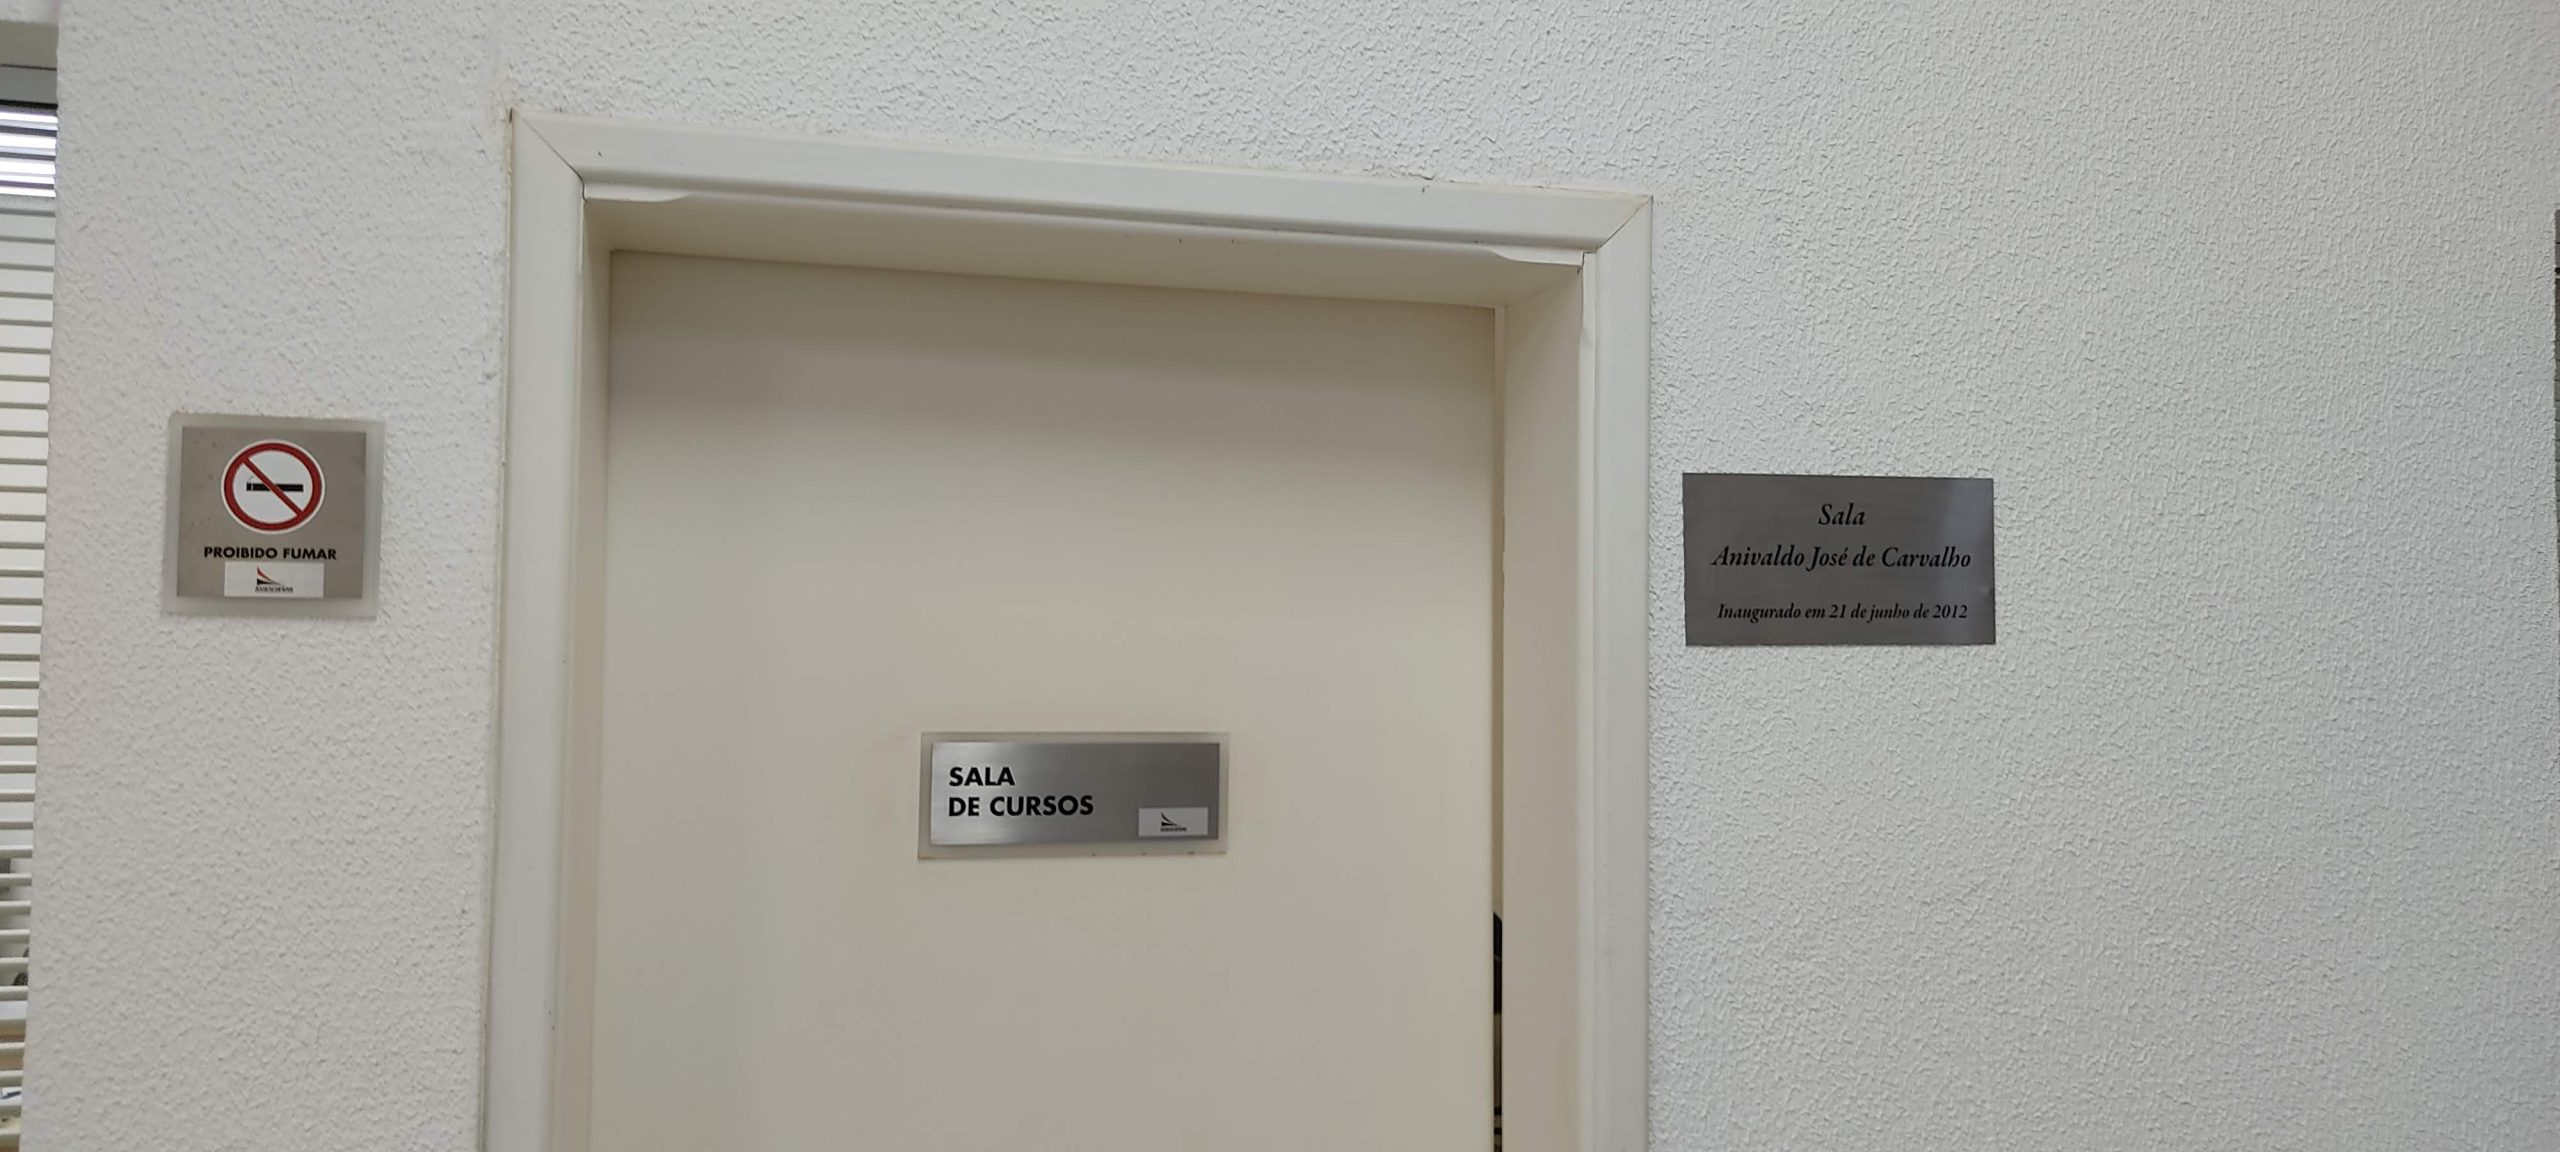 PROIBIDO FUMAR
SALA
DE CURSOS
Sala
Anivaldo José de Carvalho
Inaugurado em 21 de junho de 2012